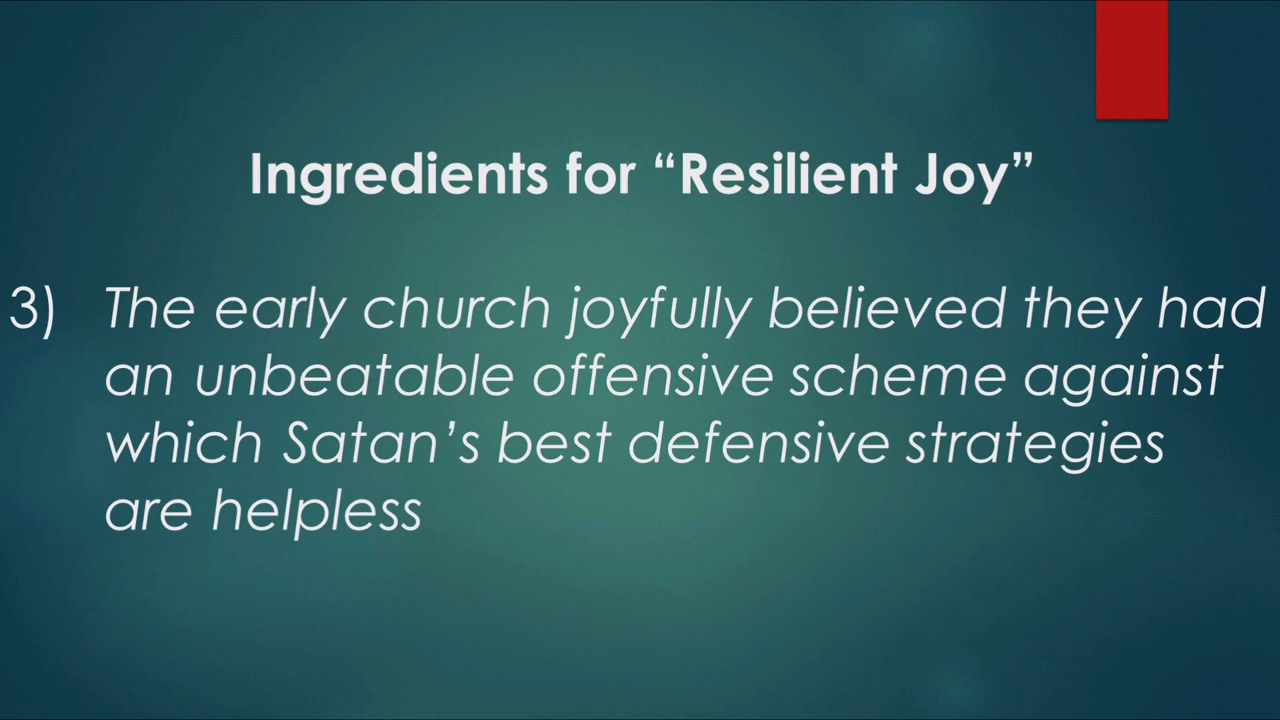 Ingredients for “Resilient Joy”
3) The early church joyfully believed they had
an unbeatable offensive scheme against
which Satan’s best defensive strategies
are helpless